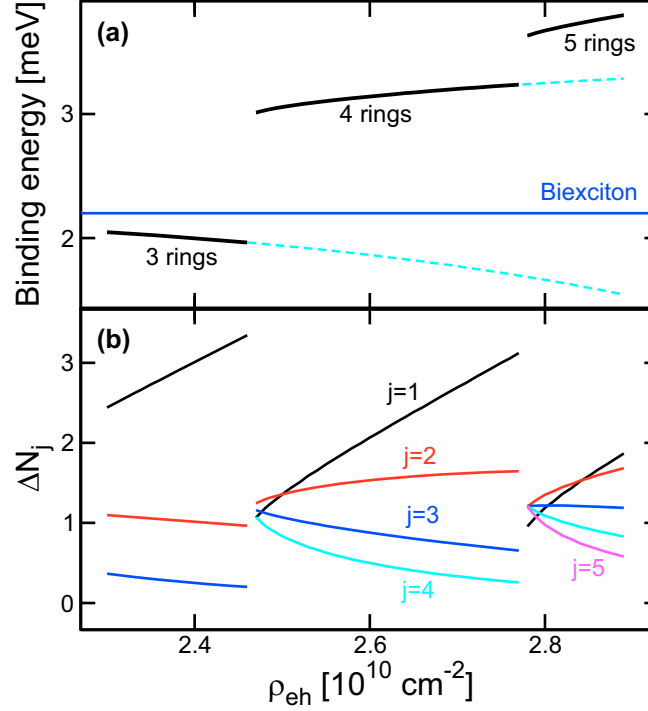 (a)
Binding energy [meV]
5 rings
4 rings
3
Biexciton
2
3 rings
(b)
ΔN_j
3
j=1
j=2
2
j=3
1
j=4
j=5
0
2.4
2.6
2.8
ρ_eh [10^10 cm^-2]